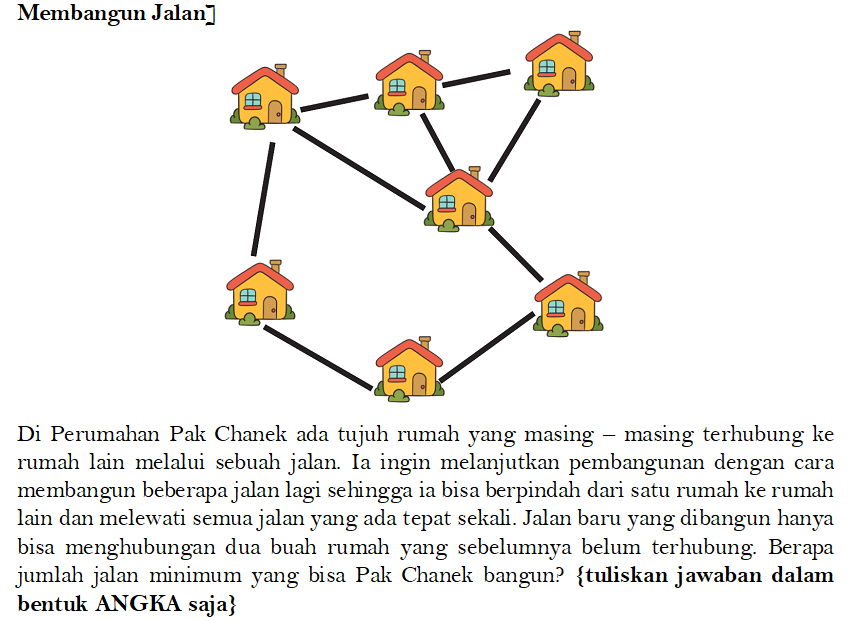 Membangun Jalan]
Di Perumahan Pak Chanek ada tujuh rumah yang masing – masing terhubung ke
rumah lain melalui sebuah jalan. Ia ingin melanjutkan pembangunan dengan cara
membangun beberapa jalan lagi sehingga ia bisa berpindah dari satu rumah ke rumah
lain dan melewati semua jalan yang ada tepat sekali. Jalan baru yang dibangun hanya
bisa menghubungan dua buah rumah yang sebelumnya belum terhubung. Berapa
jumlah jalan minimum yang bisa Pak Chanek bangun? {tuliskan jawaban dalam
bentuk ANGKA saja}